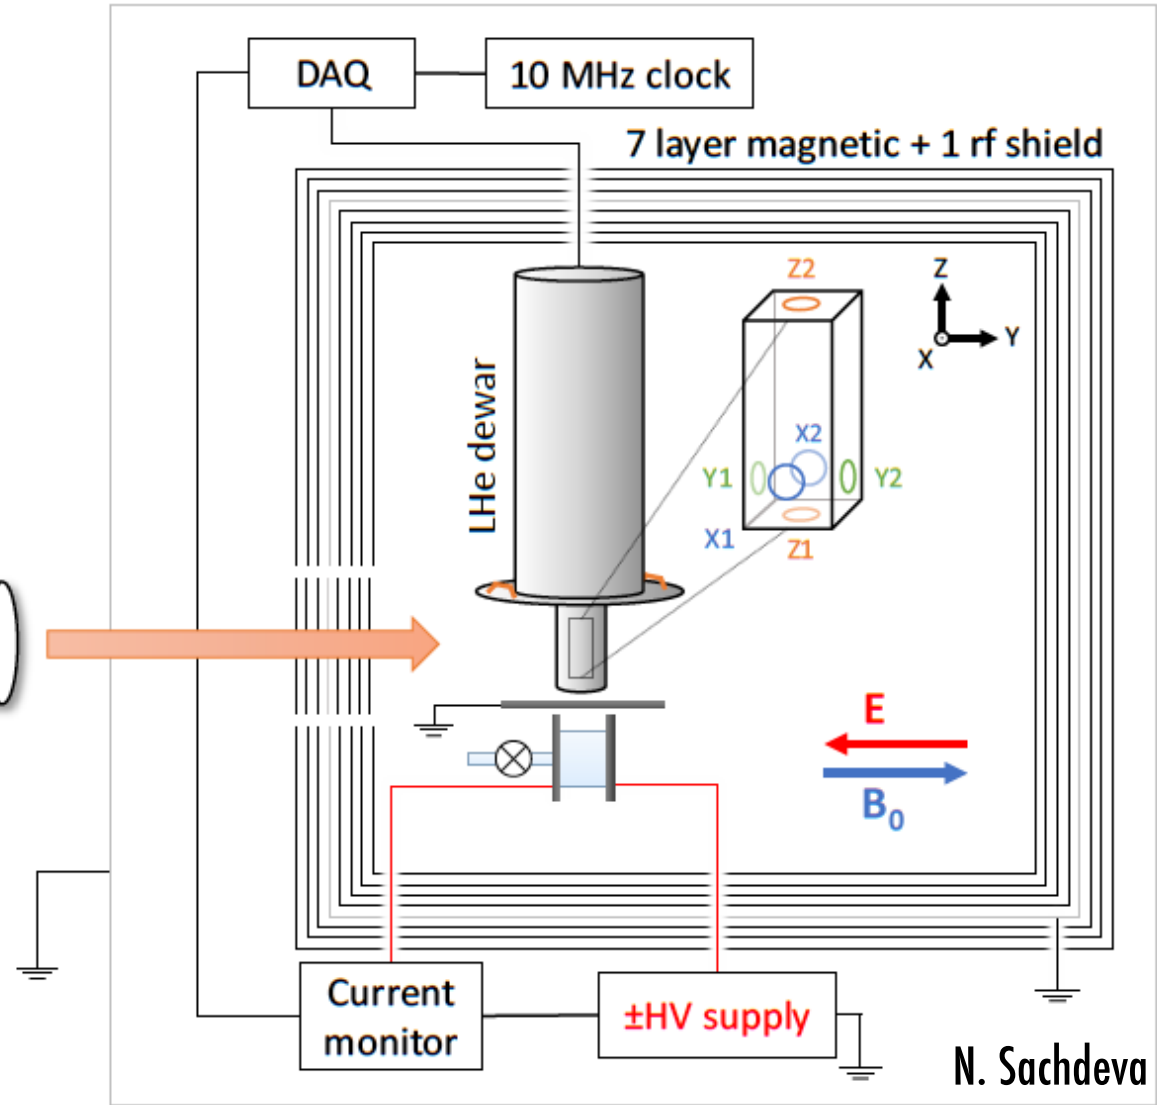 DAQ
10 MHz clock
7 layer magnetic + 1 rf shield
Z2
Z
Y
X
LHe dewar
X2
Y1
Y2
X1
Z1
E
B₀
Current
monitor
±HV supply
N. Sachdeva